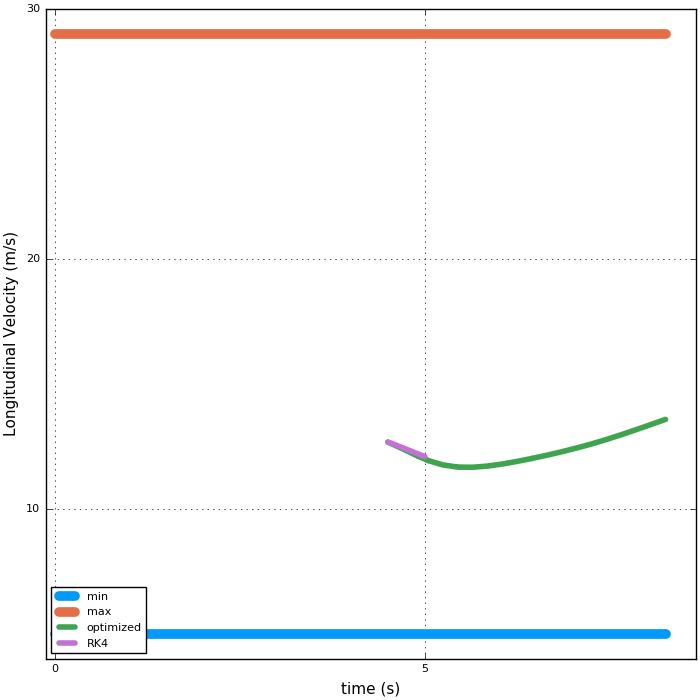 30
20
10
Longitudinal Velocity (m/s)
min
max
optimized
RK4
0
5
time (s)